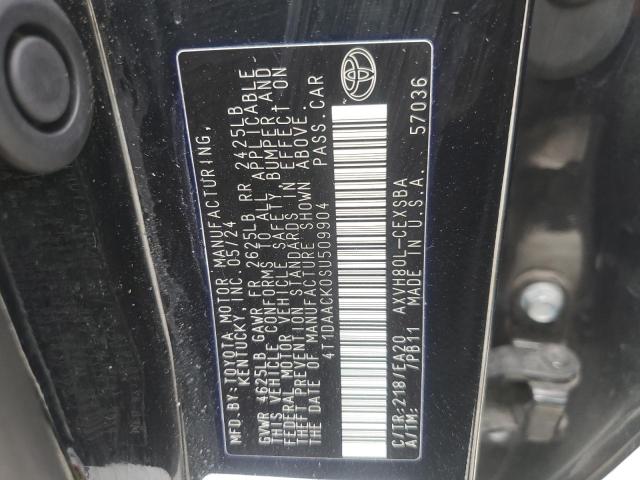 MFD.BY:TOYOTA MOTOR MANUFACTURING,
KENTUCKY, INC. 05/24
GVWR 4625LB GAWR FR 2625LB RR 2425LB
THIS VEHICLE CONFORMS TO ALL APPLICABLE
FEDERAL MOTOR VEHICLE SAFETY, BUMPER AND
THEFT PREVENTION STANDARDS IN EFFECT ON
THE DATE OF MANUFACTURE SHOWN ABOVE.
4T1DAACK0SU509904 PASS.CAR
C/TR:218/EA20 AXVH80L-CEXSBA
A/TM: /PB11 MADE IN U.S.A. 57036